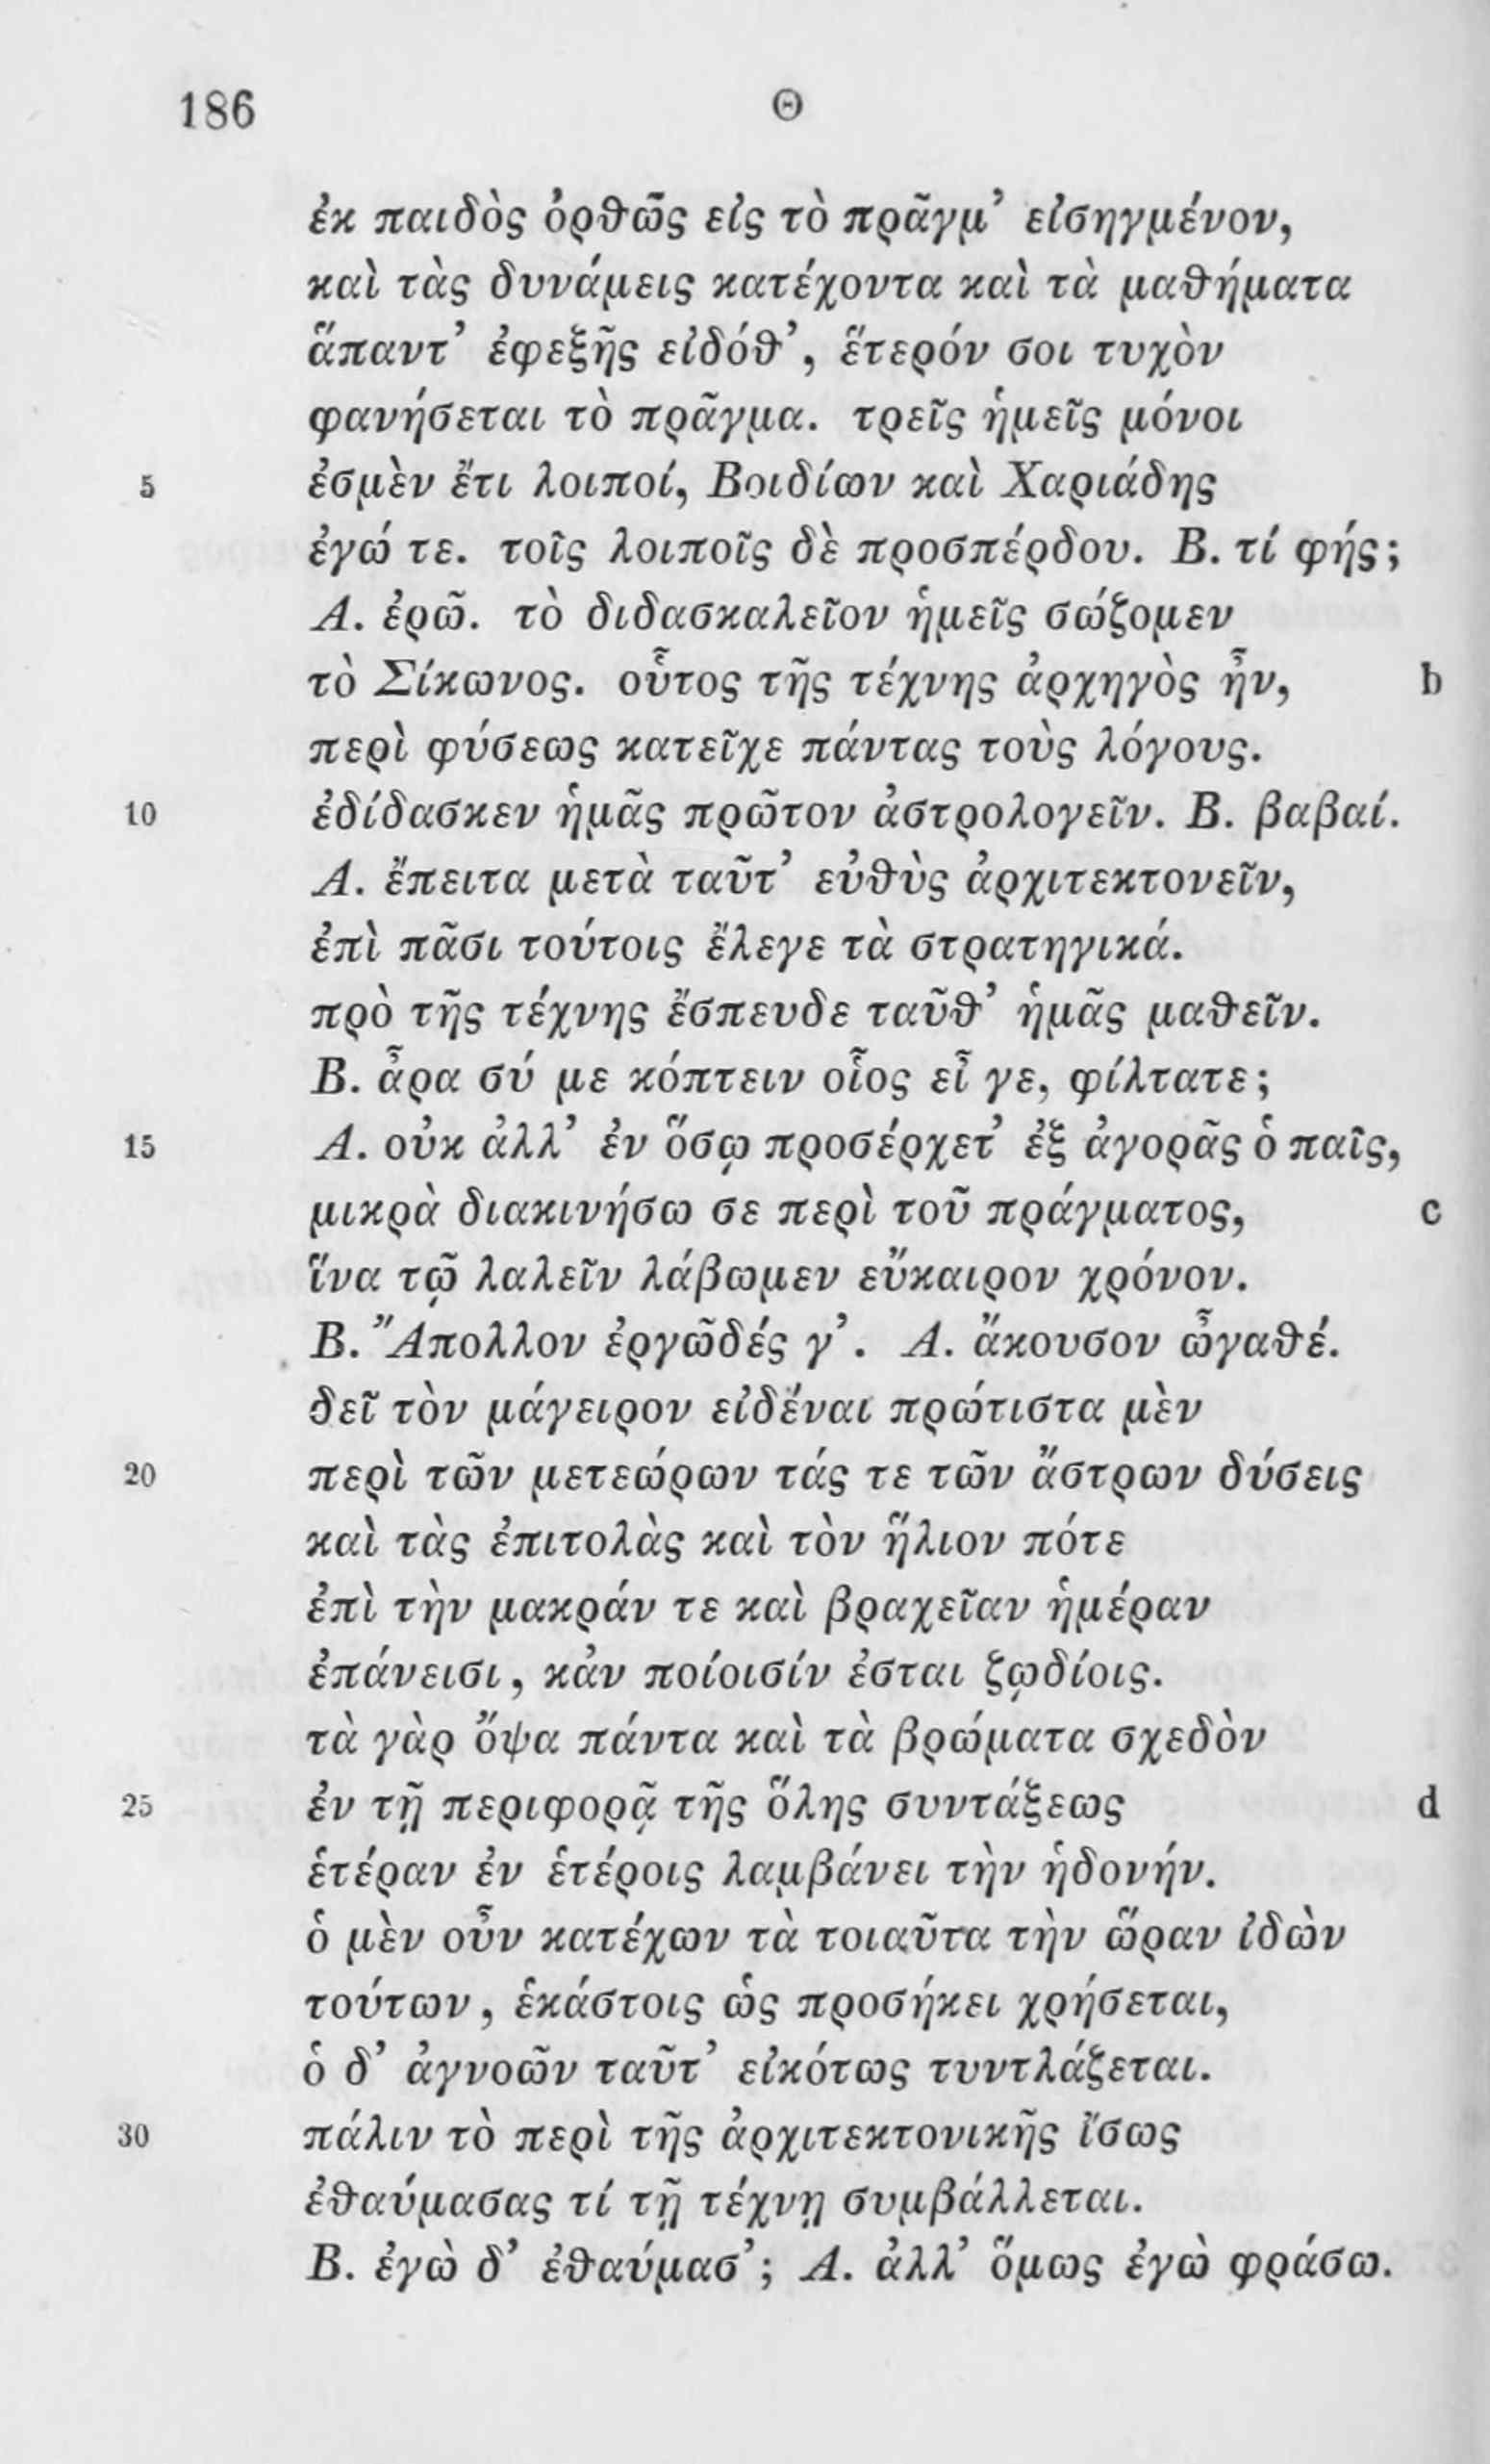 186 Θ
ἐκ παιδὸς ὀρθῶς εἰς τὸ πρᾶγμ’ εἰσηγμένον,
καὶ τὰς δυνάμεις κατέχοντα καὶ τὰ μαθήματα
ἅπαντ’ ἐφεξῆς εἰδόθ’, ἕτερόν σοι τυχὸν
φανήσεται τὸ πρᾶγμα. τρεῖς ἡμεῖς μόνοι
5 ἐσμὲν ἔτι λοιποί, Βοιδίων καὶ Χαριάδης
ἐγώ τε. τοῖς λοιποῖς δὲ προσπέρδου. Β. τί φής;
Α. ἐρῶ. τὸ διδασκαλεῖον ἡμεῖς σώζομεν
τὸ Σίκωνος. οὗτος τῆς τέχνης ἀρχηγὸς ἦν, b
περὶ φύσεως κατεῖχε πάντας τοὺς λόγους.
10 ἐδίδασκεν ἡμᾶς πρῶτον ἀστρολογεῖν. Β. βαβαί.
Α. ἔπειτα μετὰ ταῦτ’ εὐθὺς ἀρχιτεκτονεῖν,
ἐπὶ πᾶσι τούτοις ἔλεγε τὰ στρατηγικά.
πρὸ τῆς τέχνης ἔσπευδε ταῦθ’ ἡμᾶς μαθεῖν.
Β. ἆρα σύ με κόπτειν οἷος εἶ γε, φίλτατε;
15 Α. οὐκ ἀλλ’ ἐν ὅσῳ προσέρχετ’ ἐξ ἀγορᾶς ὁ παῖς,
μικρὰ διακινήσω σε περὶ τοῦ πράγματος, c
ἵνα τῷ λαλεῖν λάβωμεν εὔκαιρον χρόνον.
Β. Ἄπολλον ἐργῶδές γ’. Α. ἄκουσον ὦγαθέ.
δεῖ τὸν μάγειρον εἰδέναι πρώτιστα μὲν
20 περὶ τῶν μετεώρων τάς τε τῶν ἄστρων δύσεις
καὶ τὰς ἐπιτολὰς καὶ τὸν ἥλιον πότε
ἐπὶ τὴν μακράν τε καὶ βραχεῖαν ἡμέραν
ἐπάνεισι, κἀν ποίοισίν ἐσται ζῳδίοις.
τὰ γὰρ ὄψα πάντα καὶ τὰ βρώματα σχεδὸν
25 ἐν τῇ περιφορᾷ τῆς ὅλης συντάξεως d
ἑτέραν ἐν ἑτέροις λαμβάνει τὴν ἡδονήν.
ὁ μὲν οὖν κατέχων τὰ τοιαῦτα τὴν ὥραν ἰδὼν
τούτων, ἑκάστοις ὡς προσήκει χρήσεται,
ὁ δ’ ἀγνοῶν ταῦτ’ εἰκότως τυντλάζεται.
30 πάλιν τὸ περὶ τῆς ἀρχιτεκτονικῆς ἴσως
ἐθαύμασας τί τῇ τέχνῃ συμβάλλεται.
Β. ἐγὼ δ’ ἐθαύμασ’; Α. ἀλλ’ ὅμως ἐγὼ φράσω.